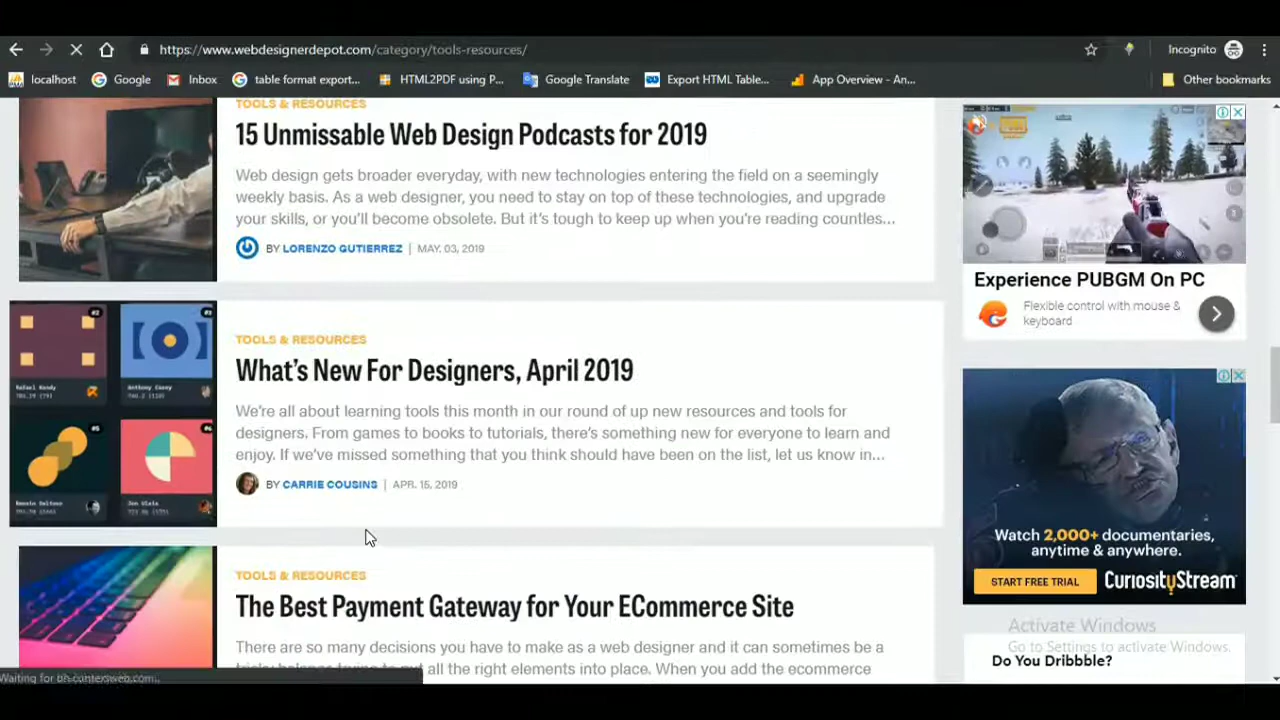 https://www.webdesignerdepot.com/category/tools-resources/
Incognito
localhost
Google
Inbox
table format export...
HTML2PDF using P...
Google Translate
Export HTML Table...
App Overview - An...
Other bookmarks
TOOLS & RESOURCES
15 Unmissable Web Design Podcasts for 2019
Web design gets broader everyday, with new technologies entering the field on a seemingly
weekly basis. As a web designer, you need to stay on top of these technologies, and upgrade
your skills, or you'll become obsolete. But it's tough to keep up when you're reading countles...
BY LORENZO GUTIERREZ | MAY. 03, 2019
TOOLS & RESOURCES
What's New For Designers, April 2019
We're all about learning tools this month in our round of up new resources and tools for
designers. From games to books to tutorials, there's something new for everyone to learn and
enjoy. If we've missed something that you think should have been on the list, let us know in...
BY CARRIE COUSINS | APR. 15, 2019
TOOLS & RESOURCES
The Best Payment Gateway for Your ECommerce Site
There are so many decisions you have to make as a web designer and it can sometimes be a
all the right elements into place. When you add the ecommerce
Waiting for
Experience PUBGM On PC
Flexible control with mouse &
keyboard
Watch 2,000+ documentaries,
anytime & anywhere.
START FREE TRIAL
CURIOSITYSTREAM
Activate Windows
Go to Settings to activate Windows.
Do You Dribbble?